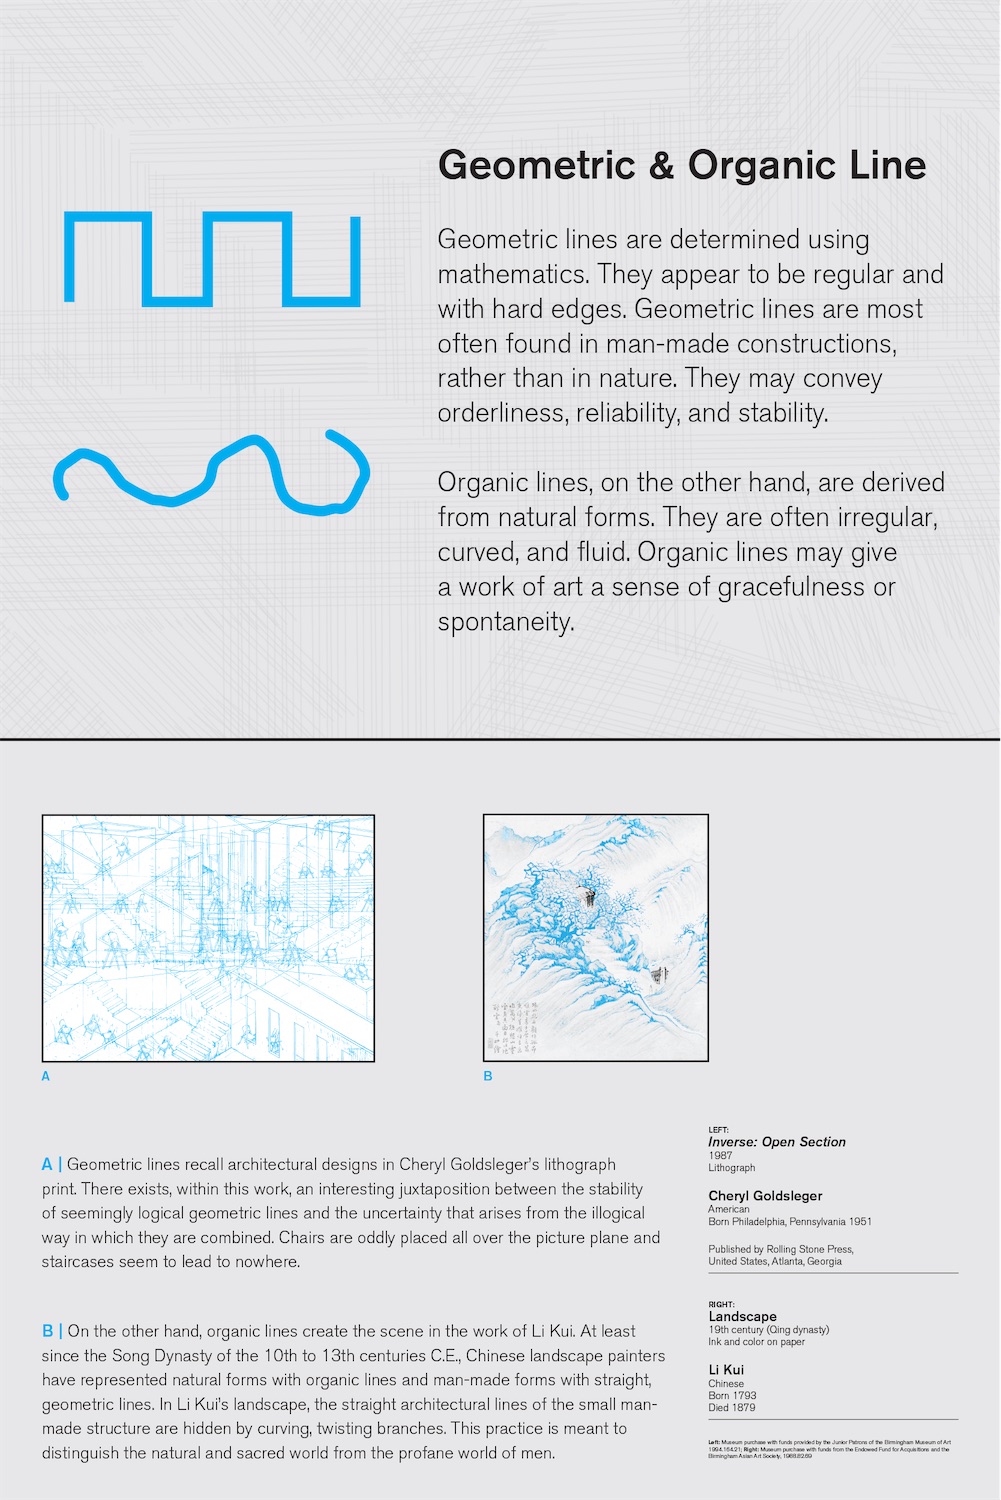 Geometric & Organic Line
Geometric lines are determined using
mathematics. They appear to be regular and
with hard edges. Geometric lines are most
often found in man-made constructions,
rather than in nature. They may convey
orderliness, reliability, and stability.
Organic lines, on the other hand, are derived
from natural forms. They are often irregular,
curved, and fluid. Organic lines may give
a work of art a sense of gracefulness or
spontaneity.
A
B
A | Geometric lines recall architectural designs in Cheryl Goldsleger's lithograph
print. There exists, within this work, an interesting juxtaposition between the stability
of seemingly logical geometric lines and the uncertainty that arises from the illogical
way in which they are combined. Chairs are oddly placed all over the picture plane and
staircases seem to lead to nowhere.
B | On the other hand, organic lines create the scene in the work of Li Kui. At least
since the Song Dynasty of the 10th to 13th centuries C.E., Chinese landscape painters
have represented natural forms with organic lines and man-made forms with straight,
geometric lines. In Li Kui's landscape, the straight architectural lines of the small man-
made structure are hidden by curving, twisting branches. This practice is meant to
distinguish the natural and sacred world from the profane world of men.
LEFT:
Inverse: Open Section
1987
Lithograph
Cheryl Goldsleger
American
Born Philadelphia, Pennsylvania 1951
Published by Rolling Stone Press,
United States, Atlanta, Georgia
RIGHT:
Landscape
19th century (Qing dynasty)
Ink and color on paper
Li Kui
Chinese
Born 1793
Died 1879
Left: Museum purchase with funds provided by the Junior Patrons of the Birmingham Museum of Art
1994.164.21; Right: Museum purchase with funds from the Endowed Fund for Acquisitions and the
Birmingham Asian Art Society, 1988.82.69